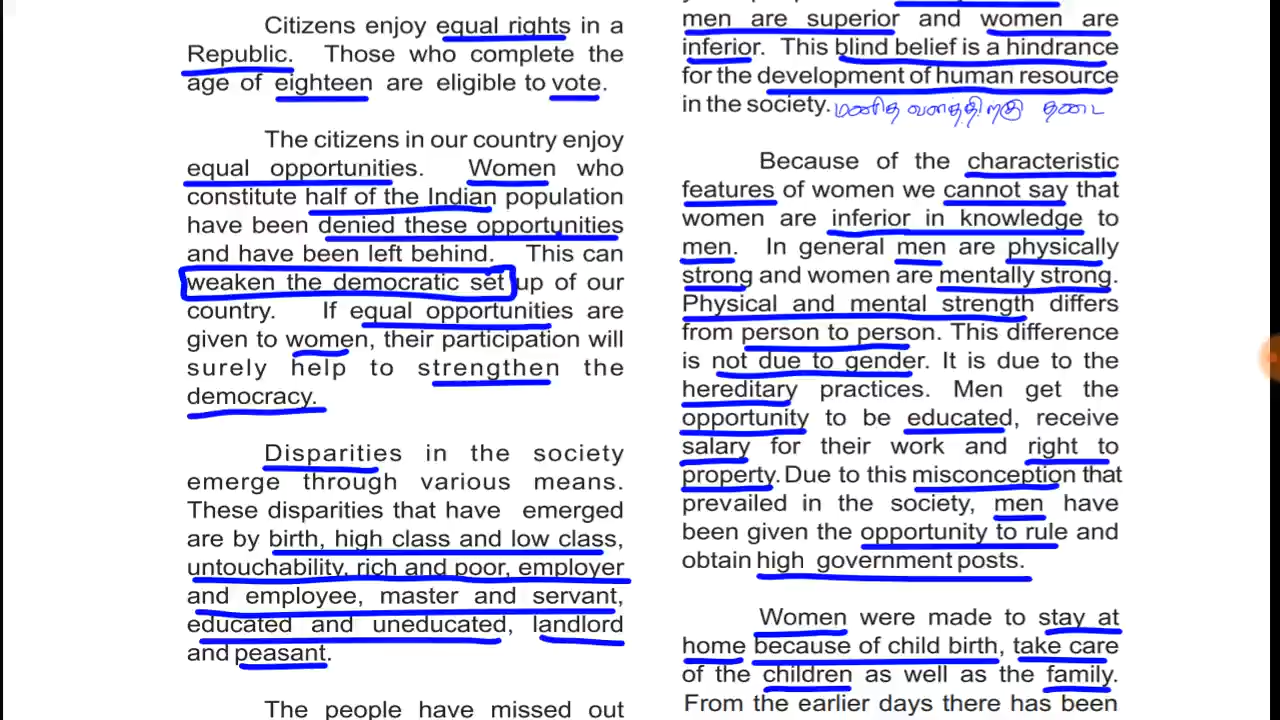 Citizens enjoy equal rights in a
Republic. Those who complete the
age of eighteen are eligible to vote.
The citizens in our country enjoy
equal opportunities. Women who
constitute half of the Indian population
have been denied these opportunities
and have been left behind. This can
weaken the democratic set up of our
country. If equal opportunities are
given to women, their participation will
surely help to strengthen the
democracy.
Disparities in the society
emerge through various means.
These disparities that have emerged
are by birth, high class and low class,
untouchability, rich and poor, employer
and employee, master and servant,
educated and uneducated, landlord
and peasant.
The people have missed out
men are superior and women are
inferior. This blind belief is a hindrance
for the development of human resource
in the society. மனித வளத்திற்கு தடை
Because of the characteristic
features of women we cannot say that
women are inferior in knowledge to
men. In general men are physically
strong and women are mentally strong.
Physical and mental strength differs
from person to person. This difference
is not due to gender. It is due to the
hereditary practices. Men get the
opportunity to be educated, receive
salary for their work and right to
property. Due to this misconception that
prevailed in the society, men have
been given the opportunity to rule and
obtain high government posts.
Women were made to stay at
home because of child birth, take care
of the children as well as the family.
From the earlier days there has been